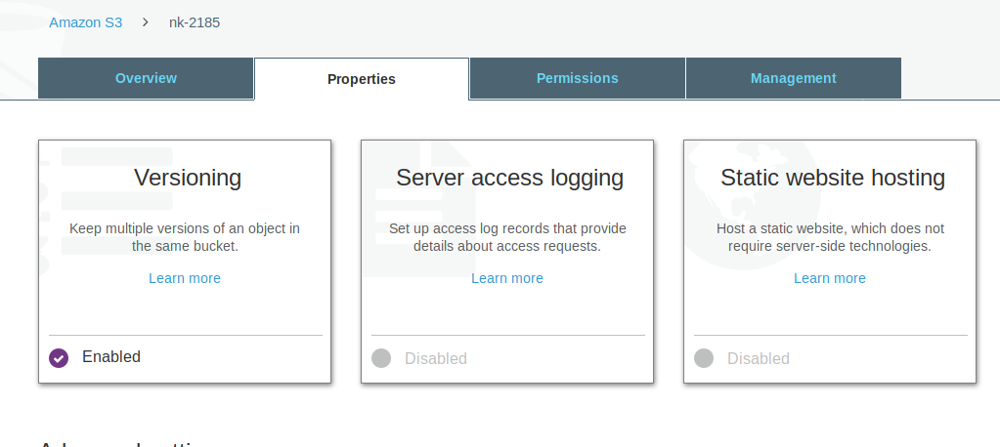 Amazon S3 > nk-2185
Overview Properties Permissions Management
Versioning
Keep multiple versions of an object in
the same bucket.
Learn more
Enabled
Server access logging
Set up access log records that provide
details about access requests.
Learn more
Disabled
Static website hosting
Host a static website, which does not
require server-side technologies.
Learn more
Disabled